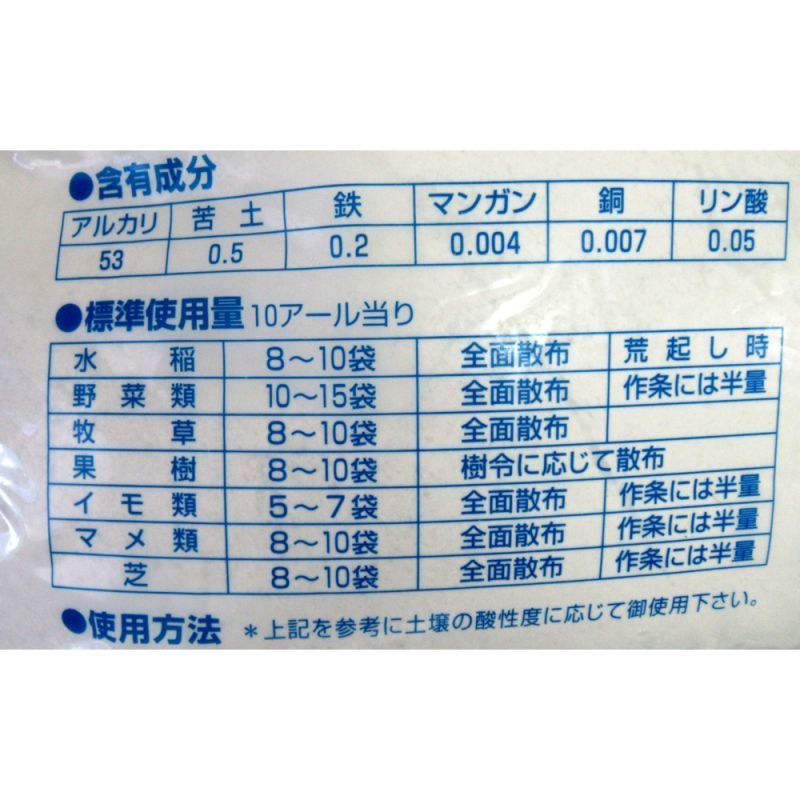 ●含有成分
アルカリ 苦土 鉄 マンガン 銅 リン酸
53 0.5 0.2 0.004 0.007 0.05
●標準使用量 10アール当り
水稲 8〜10袋 全面散布 荒起し時
野菜類 10〜15袋 全面散布 作条には半量
牧草 8〜10袋 全面散布
果樹 8〜10袋 樹令に応じて散布
イモ類 5〜7袋 全面散布 作条には半量
マメ類 8〜10袋 全面散布 作条には半量
芝 8〜10袋 全面散布 作条には半量
●使用方法 *上記を参考に土壌の酸性度に応じて御使用下さい。